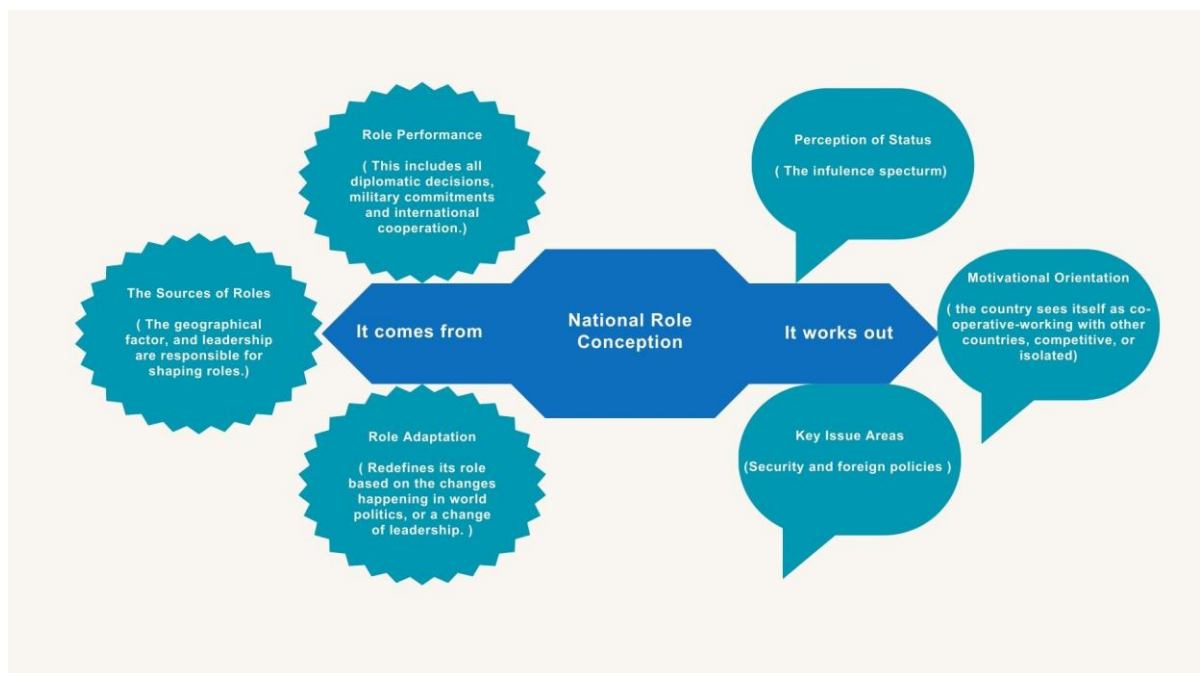 Role Performance
( This includes all
diplomatic decisions,
military commitments
and international
cooperation.)
Perception of Status
( The infulence specturm)
The Sources of Roles
( The geographical
factor, and leadership
are responsible for
shaping roles.)
It comes from
National Role
Conception
It works out
Motivational Orientation
( the country sees itself as co-
operative-working with other
countries, competitive, or
isolated)
Role Adaptation
( Redefines its role
based on the changes
happening in world
politics, or a change
of leadership. )
Key Issue Areas
(Security and foreign policies )